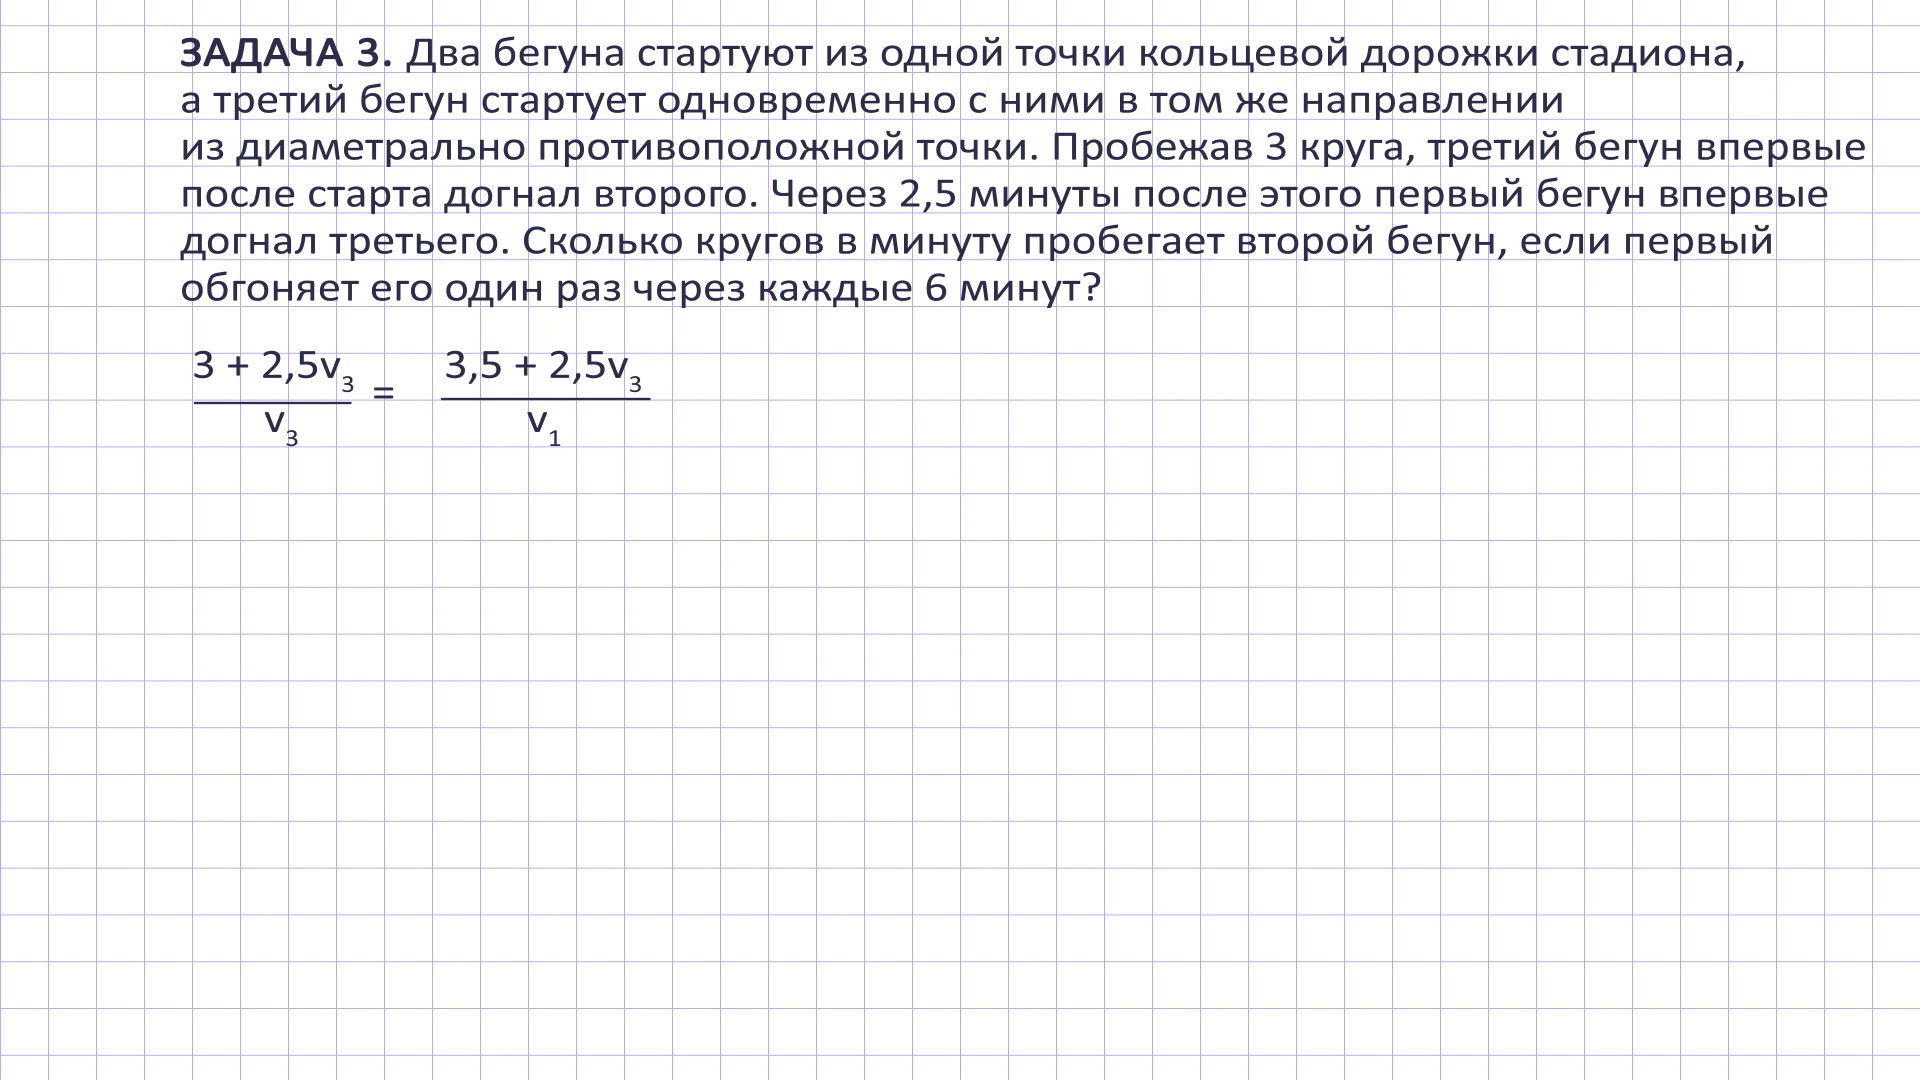 ЗАДАЧА 3. Два бегуна стартуют из одной точки кольцевой дорожки стадиона,
а третий бегун стартует одновременно с ними в том же направлении
из диаметрально противоположной точки. Пробежав 3 круга, третий бегун впервые
после старта догнал второго. Через 2,5 минуты после этого первый бегун впервые
догнал третьего. Сколько кругов в минуту пробегает второй бегун, если первый
обгоняет его один раз через каждые 6 минут?
3 + 2,5v₃ = 3,5 + 2,5v₃
v₃ v₁